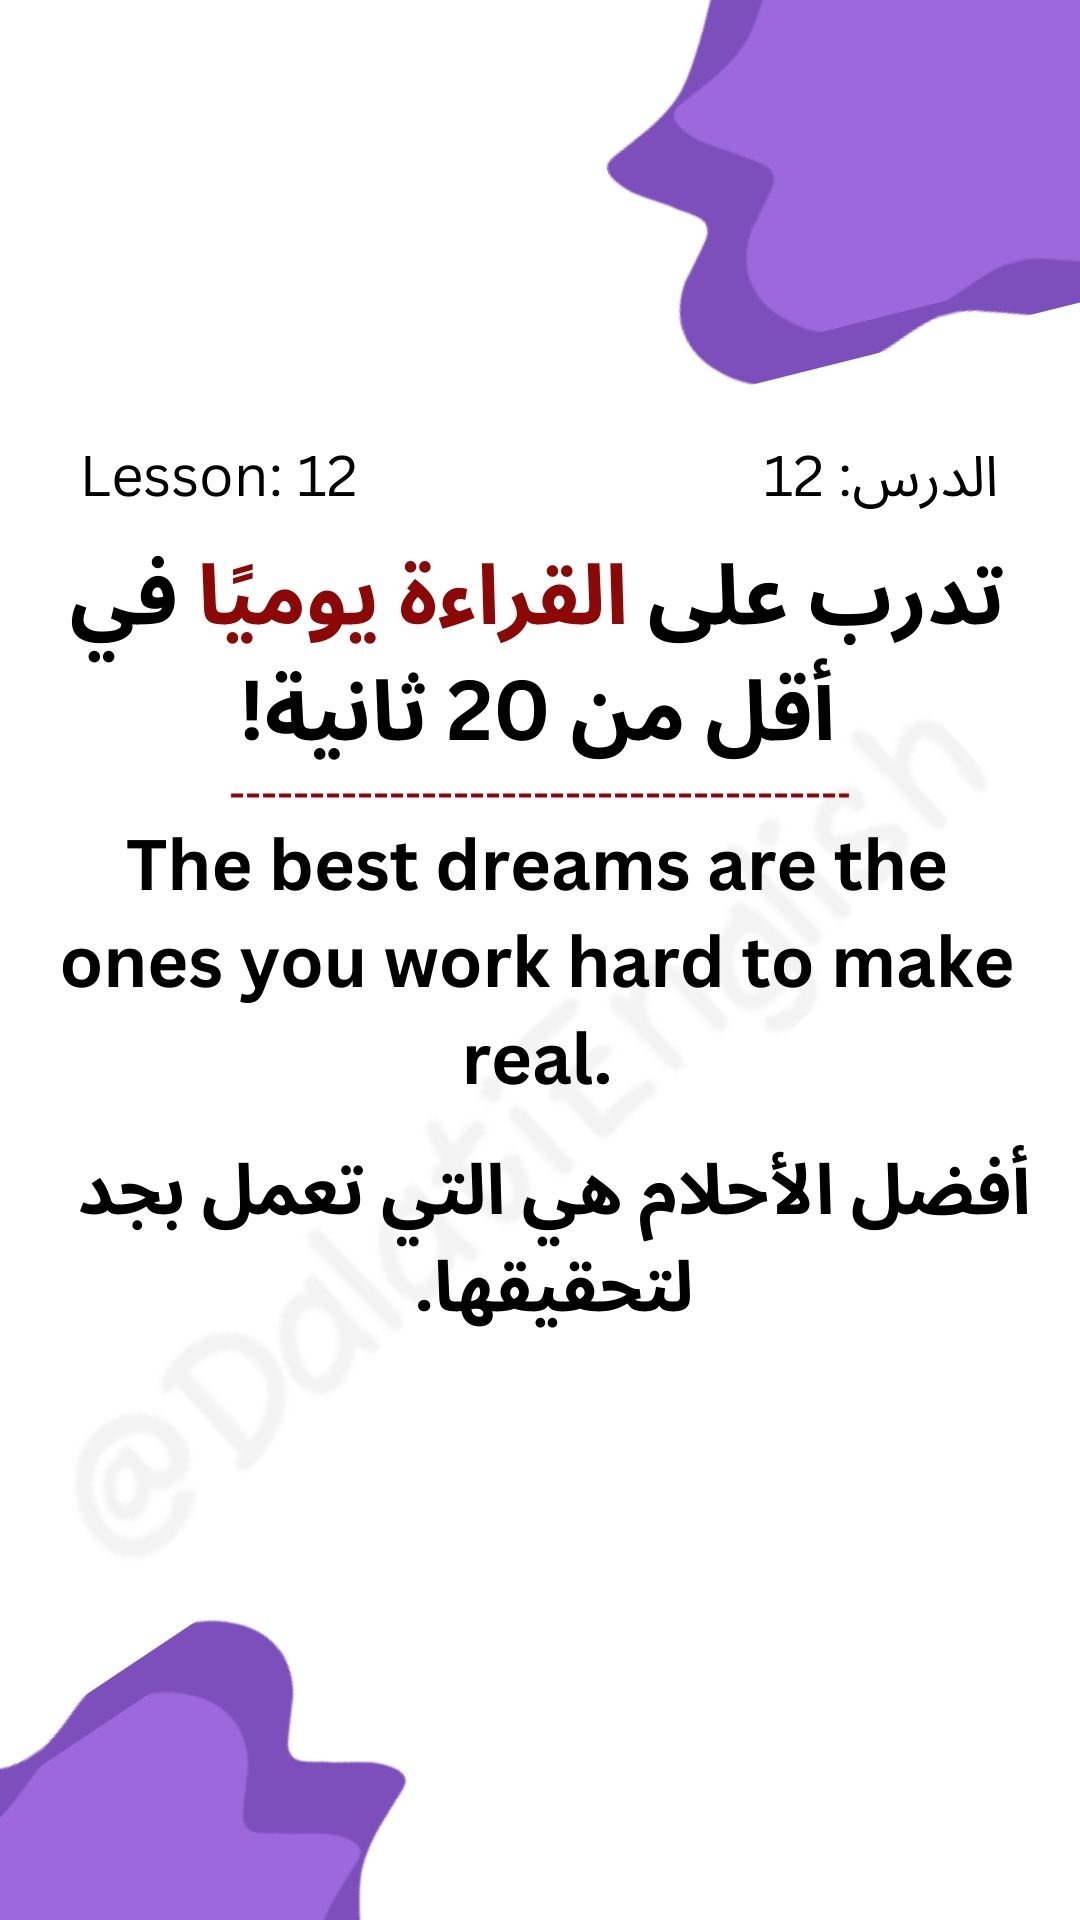 Lesson: 12
الدرس: 12
تدرب على القراءة يوميًا في
أقل من 20 ثانية!
--------------------------------------
The best dreams are the
ones you work hard to make
real.
أفضل الأحلام هي التي تعمل بجد
لتحقيقها.
@DalatiEnglish